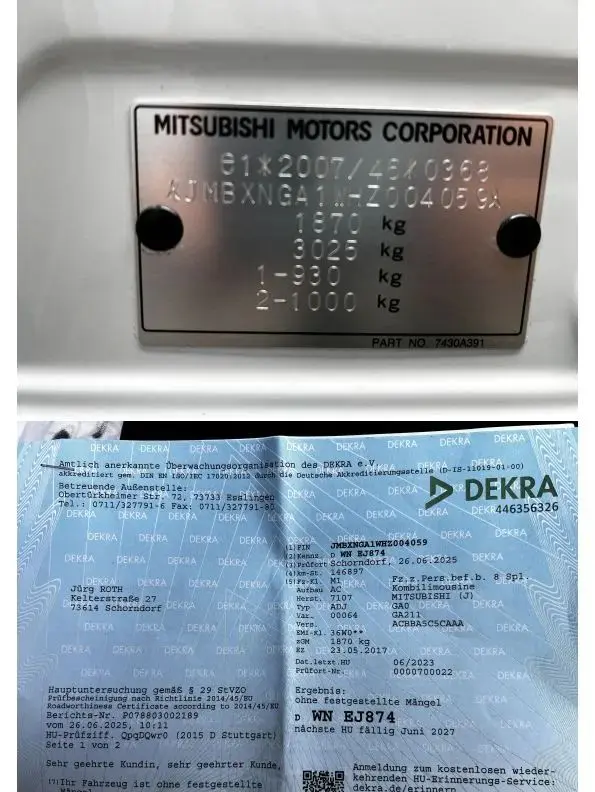 MITSUBISHI MOTORS CORPORATION
e1*2007/46*0368
*JMBXNGA1WHZ004059*
1870 kg
3025 kg
1-930 kg
2-1000 kg
PART NO. 7430A391
Amtlich anerkannte Überwachungsorganisation des DEKRA e.V.
akkreditiert gem. DIN EN ISO/IEC 17020:2012 durch die Deutsche Akkreditierungsstelle (D-IS-11019-01-00)
Betreuende Außenstelle:
Obertürkheimer Str. 72, 73733 Esslingen
Tel.: 0711/327791-6 Fax: 0711/327791-80
DEKRA
446356326
(1) FIN JMBXNGA1WHZ004059
(2) Kennz. D WN EJ874
(3) Prüfort Schorndorf, 26.06.2025
(4) km-St. 146897
(5) Fz-Kl. M1 Fz.z.Pers.bef.b. 8 Spl.
Aufbau AC Kombilimousine
Herst. 7107 MITSUBISHI (J)
Typ ADJ GA0
Var. 00064 GA211
Vers. ACBBA5C5CAAA
EMI-Kl. 36W0**
zGM 1870 kg
EZ 23.05.2017
Dat.letzt.HU 06/2023
Prüfort-Nr. 0000700022
Jürg ROTH
Kelterstraße 27
73614 Schorndorf
Hauptuntersuchung gemäß § 29 StVZO
Prüfbescheinigung nach Richtlinie 2014/45/EU
Roadworthiness Certificate according to 2014/45/EU
Berichts-Nr. P078803002189
vom 26.06.2025, 10:11
HU-Prüfziff. QpqDQwr0 (2015 D Stuttgart)
Seite 1 von 2
Ergebnis:
ohne festgestellte Mängel
D WN EJ874
nächste HU fällig Juni 2027
Sehr geehrte Kundin, sehr geehrter Kunde,
(7) Ihr Fahrzeug ist ohne festgestellte
Mängel
Anmeldung zum kostenlosen wieder-
kehrenden HU-Erinnerungs-Service:
dekra.de/erinnern